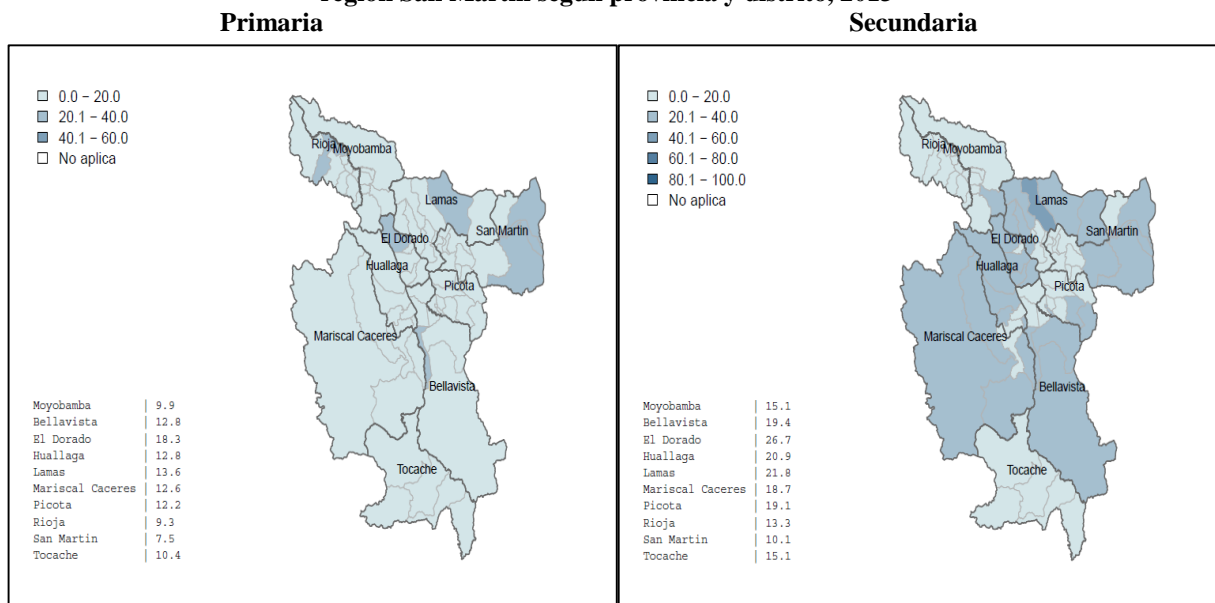 región San Martín según provincia y distrito, 2013
Primaria
0.0 – 20.0
20.1 – 40.0
40.1 – 60.0
No aplica
Rioja
Moyobamba
Lamas
San Martin
El Dorado
Huallaga
Picota
Mariscal Caceres
Bellavista
Tocache
Moyobamba | 9.9
Bellavista | 12.8
El Dorado | 18.3
Huallaga | 12.8
Lamas | 13.6
Mariscal Caceres | 12.6
Picota | 12.2
Rioja | 9.3
San Martin | 7.5
Tocache | 10.4
Secundaria
0.0 – 20.0
20.1 – 40.0
40.1 – 60.0
60.1 – 80.0
80.1 – 100.0
No aplica
Rioja
Moyobamba
Lamas
San Martin
El Dorado
Huallaga
Picota
Mariscal Caceres
Bellavista
Tocache
Moyobamba | 15.1
Bellavista | 19.4
El Dorado | 26.7
Huallaga | 20.9
Lamas | 21.8
Mariscal Caceres | 18.7
Picota | 19.1
Rioja | 13.3
San Martin | 10.1
Tocache | 15.1